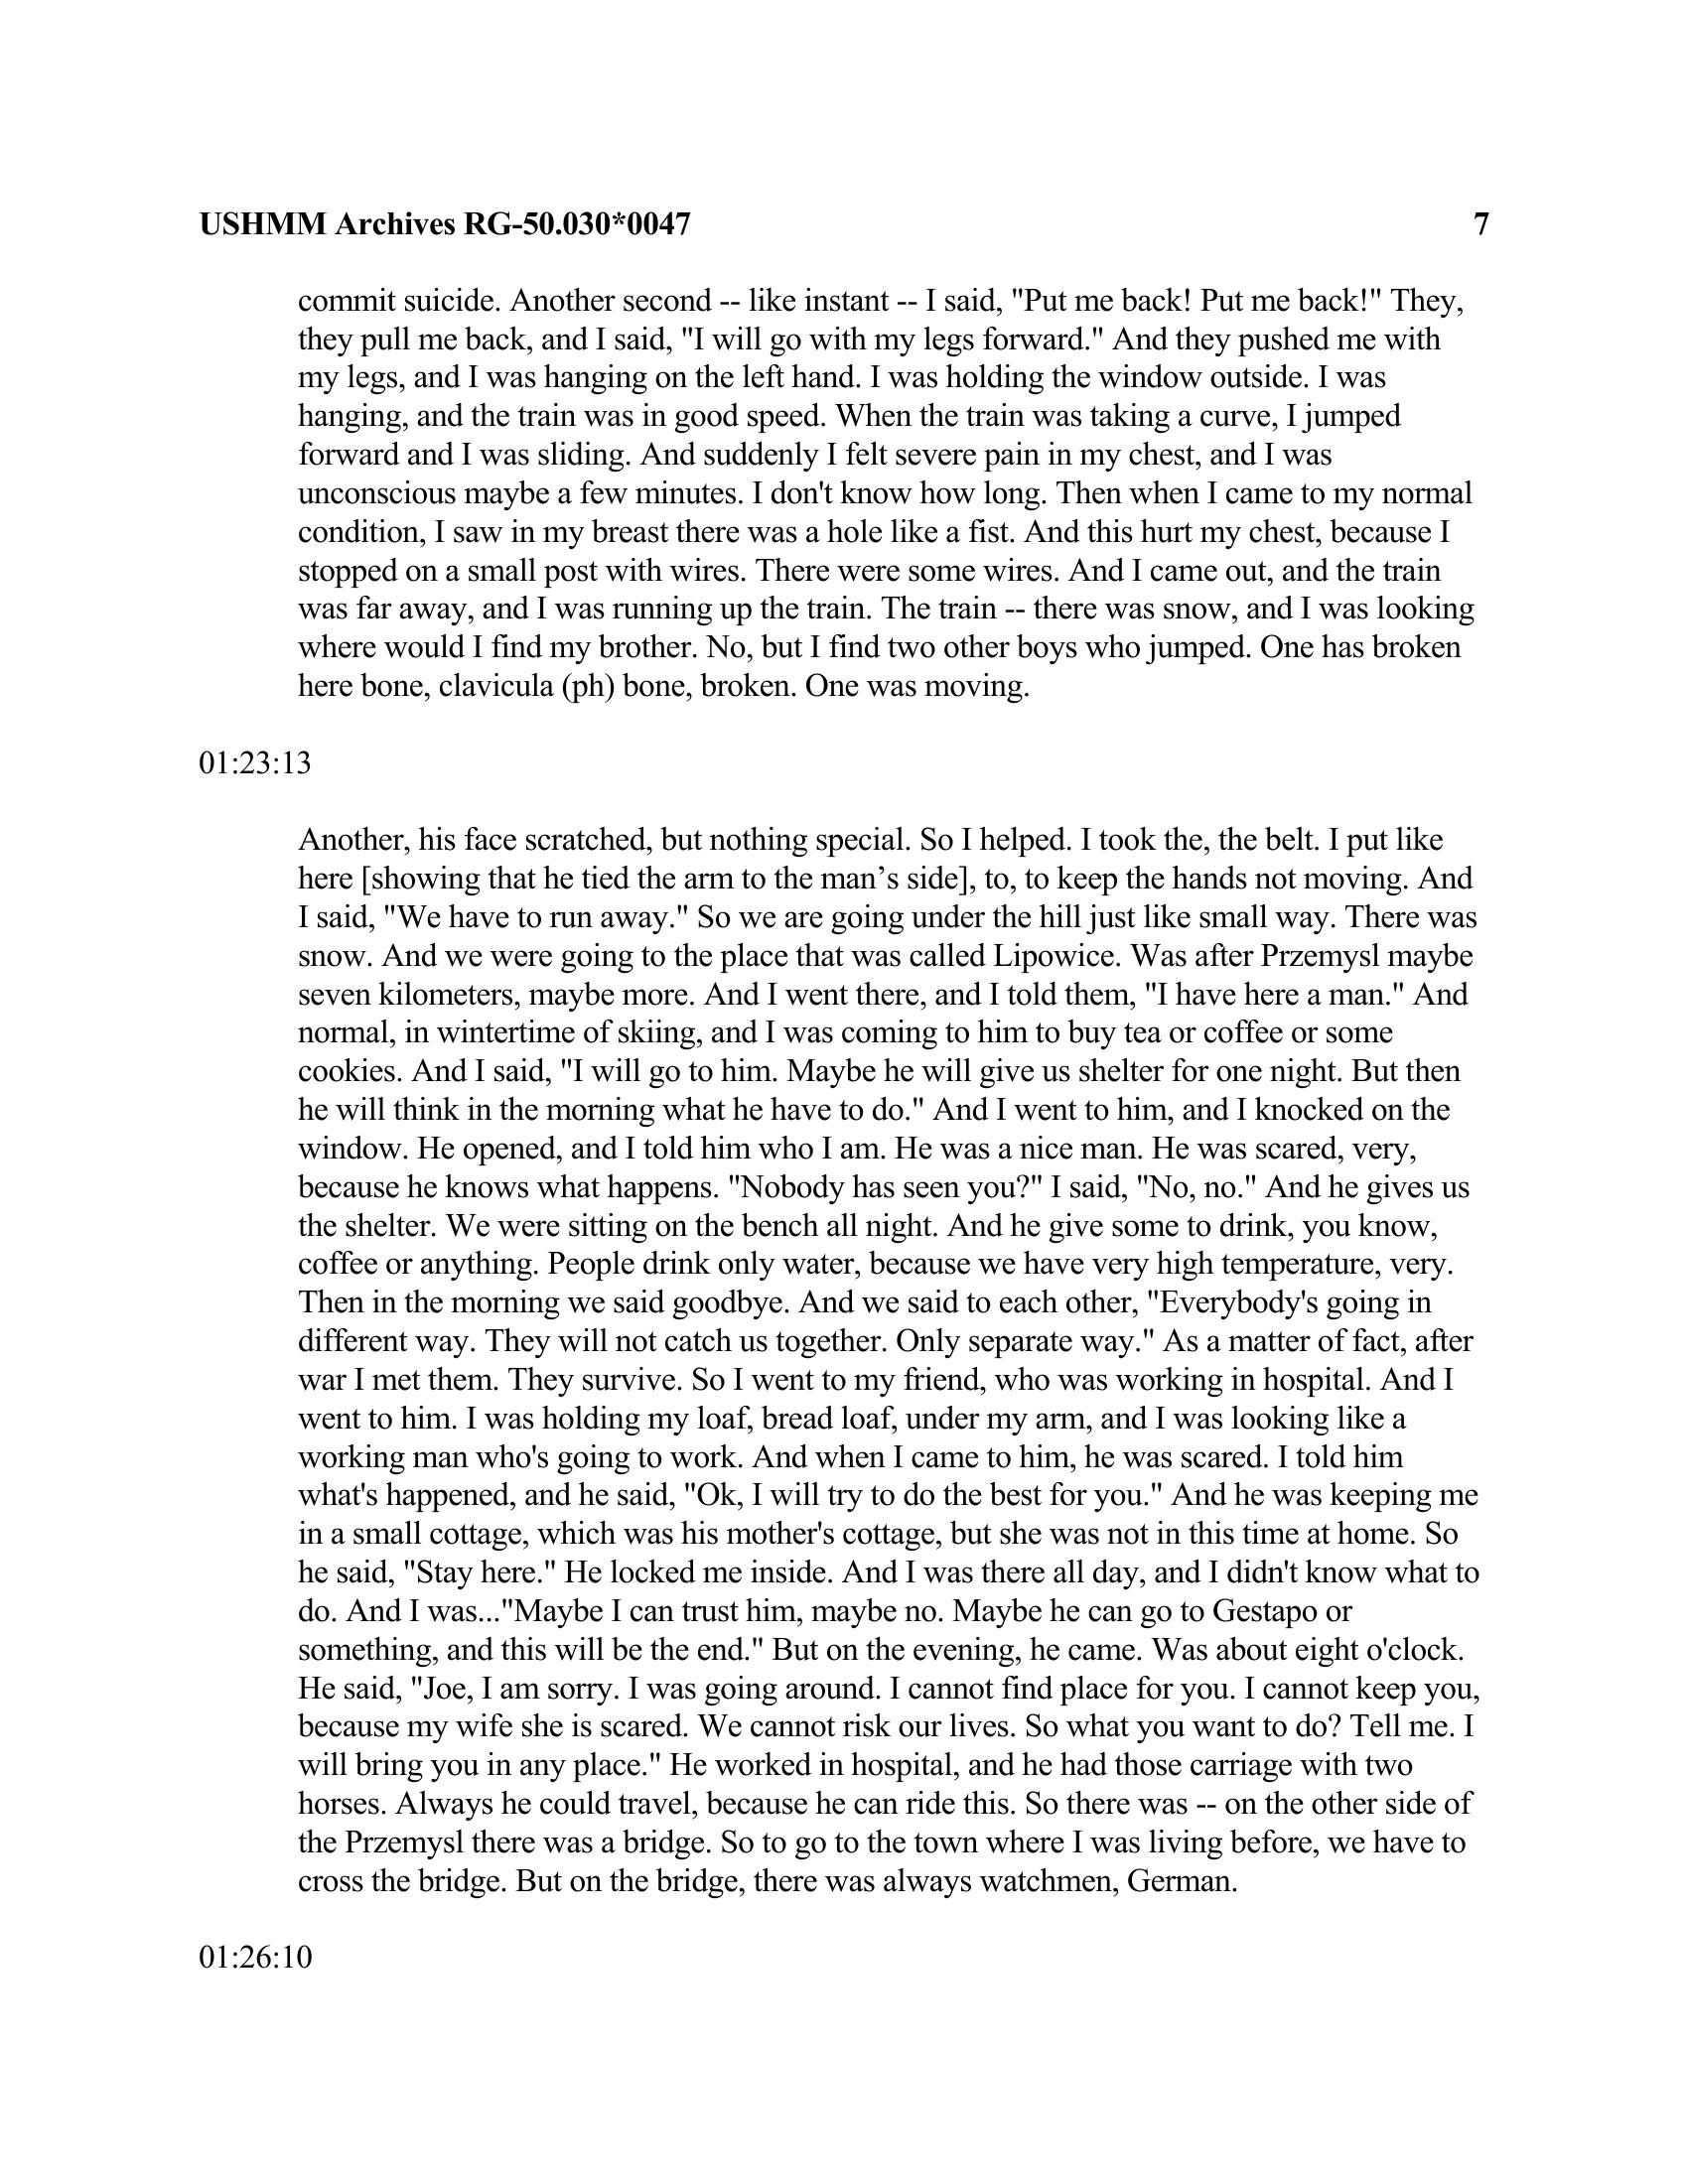 USHMM Archives RG-50.030*0047 7
commit suicide. Another second -- like instant -- I said, "Put me back! Put me back!" They,
they pull me back, and I said, "I will go with my legs forward." And they pushed me with
my legs, and I was hanging on the left hand. I was holding the window outside. I was
hanging, and the train was in good speed. When the train was taking a curve, I jumped
forward and I was sliding. And suddenly I felt severe pain in my chest, and I was
unconscious maybe a few minutes. I don't know how long. Then when I came to my normal
condition, I saw in my breast there was a hole like a fist. And this hurt my chest, because I
stopped on a small post with wires. There were some wires. And I came out, and the train
was far away, and I was running up the train. The train -- there was snow, and I was looking
where would I find my brother. No, but I find two other boys who jumped. One has broken
here bone, clavicula (ph) bone, broken. One was moving.
01:23:13
Another, his face scratched, but nothing special. So I helped. I took the, the belt. I put like
here [showing that he tied the arm to the man’s side], to, to keep the hands not moving. And
I said, "We have to run away." So we are going under the hill just like small way. There was
snow. And we were going to the place that was called Lipowice. Was after Przemysl maybe
seven kilometers, maybe more. And I went there, and I told them, "I have here a man." And
normal, in wintertime of skiing, and I was coming to him to buy tea or coffee or some
cookies. And I said, "I will go to him. Maybe he will give us shelter for one night. But then
he will think in the morning what he have to do." And I went to him, and I knocked on the
window. He opened, and I told him who I am. He was a nice man. He was scared, very,
because he knows what happens. "Nobody has seen you?" I said, "No, no." And he gives us
the shelter. We were sitting on the bench all night. And he give some to drink, you know,
coffee or anything. People drink only water, because we have very high temperature, very.
Then in the morning we said goodbye. And we said to each other, "Everybody's going in
different way. They will not catch us together. Only separate way." As a matter of fact, after
war I met them. They survive. So I went to my friend, who was working in hospital. And I
went to him. I was holding my loaf, bread loaf, under my arm, and I was looking like a
working man who's going to work. And when I came to him, he was scared. I told him
what's happened, and he said, "Ok, I will try to do the best for you." And he was keeping me
in a small cottage, which was his mother's cottage, but she was not in this time at home. So
he said, "Stay here." He locked me inside. And I was there all day, and I didn't know what to
do. And I was..."Maybe I can trust him, maybe no. Maybe he can go to Gestapo or
something, and this will be the end." But on the evening, he came. Was about eight o'clock.
He said, "Joe, I am sorry. I was going around. I cannot find place for you. I cannot keep you,
because my wife she is scared. We cannot risk our lives. So what you want to do? Tell me. I
will bring you in any place." He worked in hospital, and he had those carriage with two
horses. Always he could travel, because he can ride this. So there was -- on the other side of
the Przemysl there was a bridge. So to go to the town where I was living before, we have to
cross the bridge. But on the bridge, there was always watchmen, German.
01:26:10